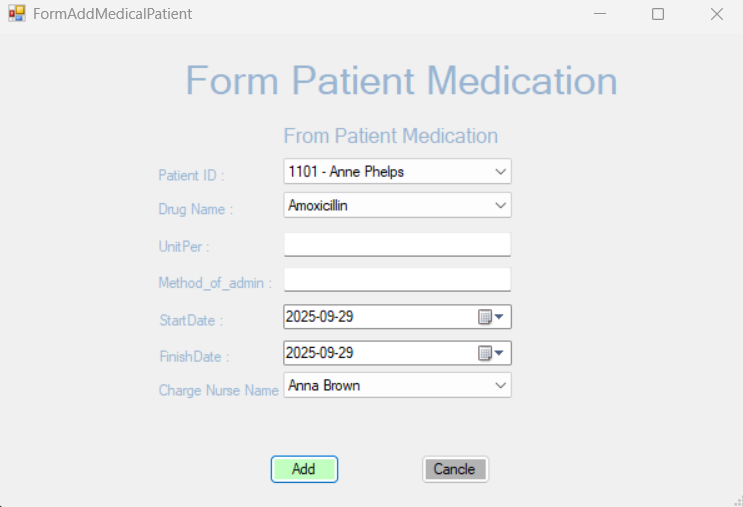 FormAddMedicalPatient
Form Patient Medication
From Patient Medication
Patient ID : 1101 - Anne Phelps
Drug Name : Amoxicillin
UnitPer :
Method_of_admin :
StartDate : 2025-09-29
FinishDate : 2025-09-29
Charge Nurse Name Anna Brown
Add Cancle